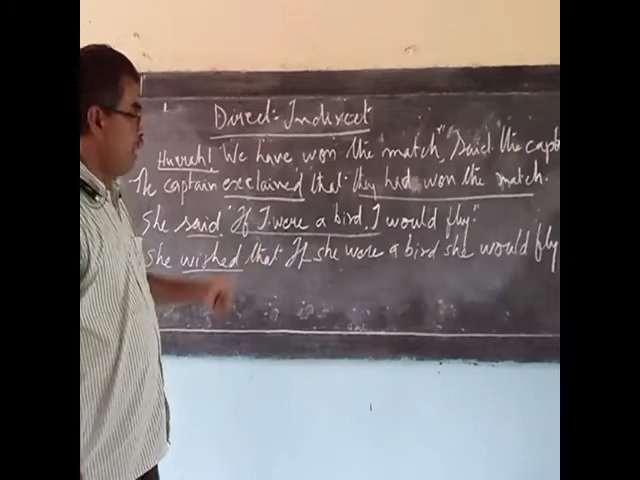 Direct: Indirect
Hurrah! We have won the match", said the capt
The captain exclaimed that they had won the match.
She said "If I were a bird, I would fly."
She wished that If she were a bird she would fly